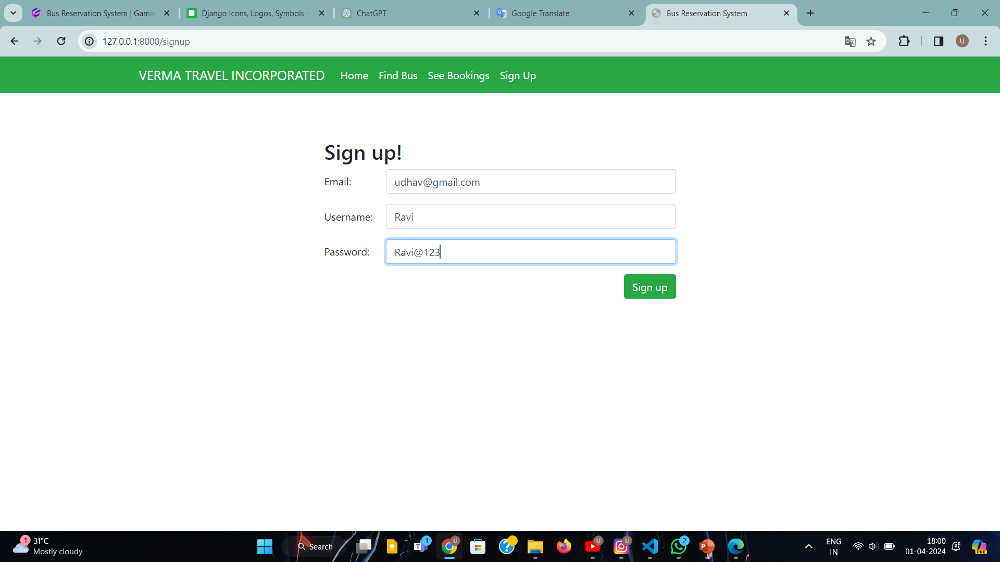 Bus Reservation System | Gamm
Django Icons, Logos, Symbols –
ChatGPT
Google Translate
Bus Reservation System
127.0.0.1:8000/signup
U
VERMA TRAVEL INCORPORATED
Home
Find Bus
See Bookings
Sign Up
Sign up!
Email:
udhav@gmail.com
Username:
Ravi
Password:
Ravi@123
Sign up
1
31°C
Mostly cloudy
Search
1
U
U
U
2
ENG
IN
18:00
01-04-2024
PRE